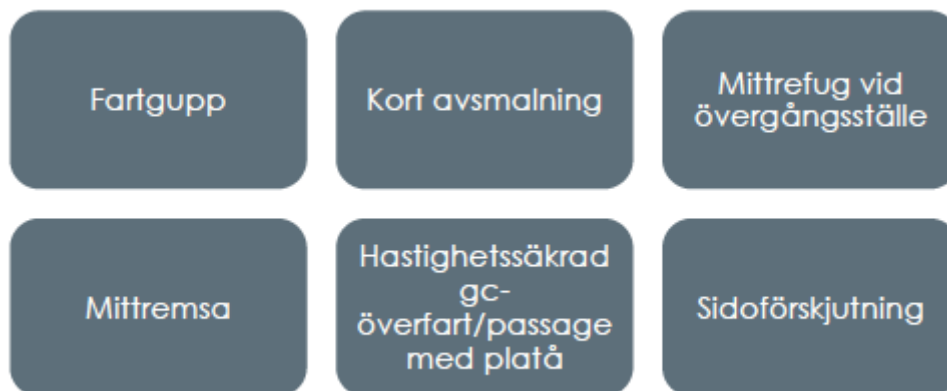 Fartgupp
Kort avsmalning
Mittrefug vid
övergångsställe
Mittremsa
Hastighetssäkrad
gc-
överfart/passage
med platå
Sidoförskjutning